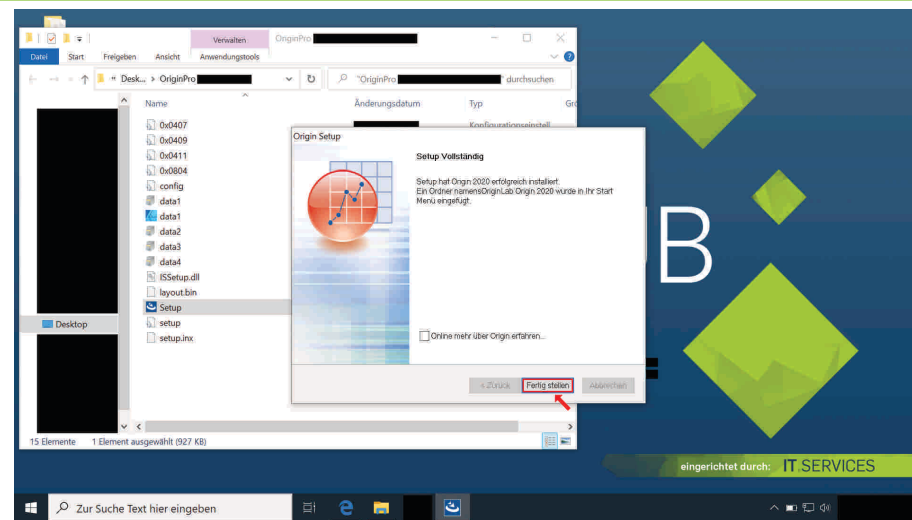 Verwalten
OriginPro
Datei Start Freigeben Ansicht Anwendungstools
Desk... > OriginPro
"OriginPro " durchsuchen
Name Änderungsdatum Typ
0x0407
0x0409
0x0411
0x0804
config
data1
data1
data2
data3
data4
ISSetup.dll
layout.bin
Setup
setup
setup.inx
Desktop
15 Elemente 1 Element ausgewählt (927 KB)
Origin Setup
Setup Vollständig
Setup hat Origin 2020 erfolgreich installiert.
Ein Ordner namensOriginLab Origin 2020 wurde in Ihr Start
Menü eingefügt.
Online mehr über Origin erfahren...
< Zurück Fertig stellen Abbrechen
B
eingerichtet durch: IT.SERVICES
Zur Suche Text hier eingeben